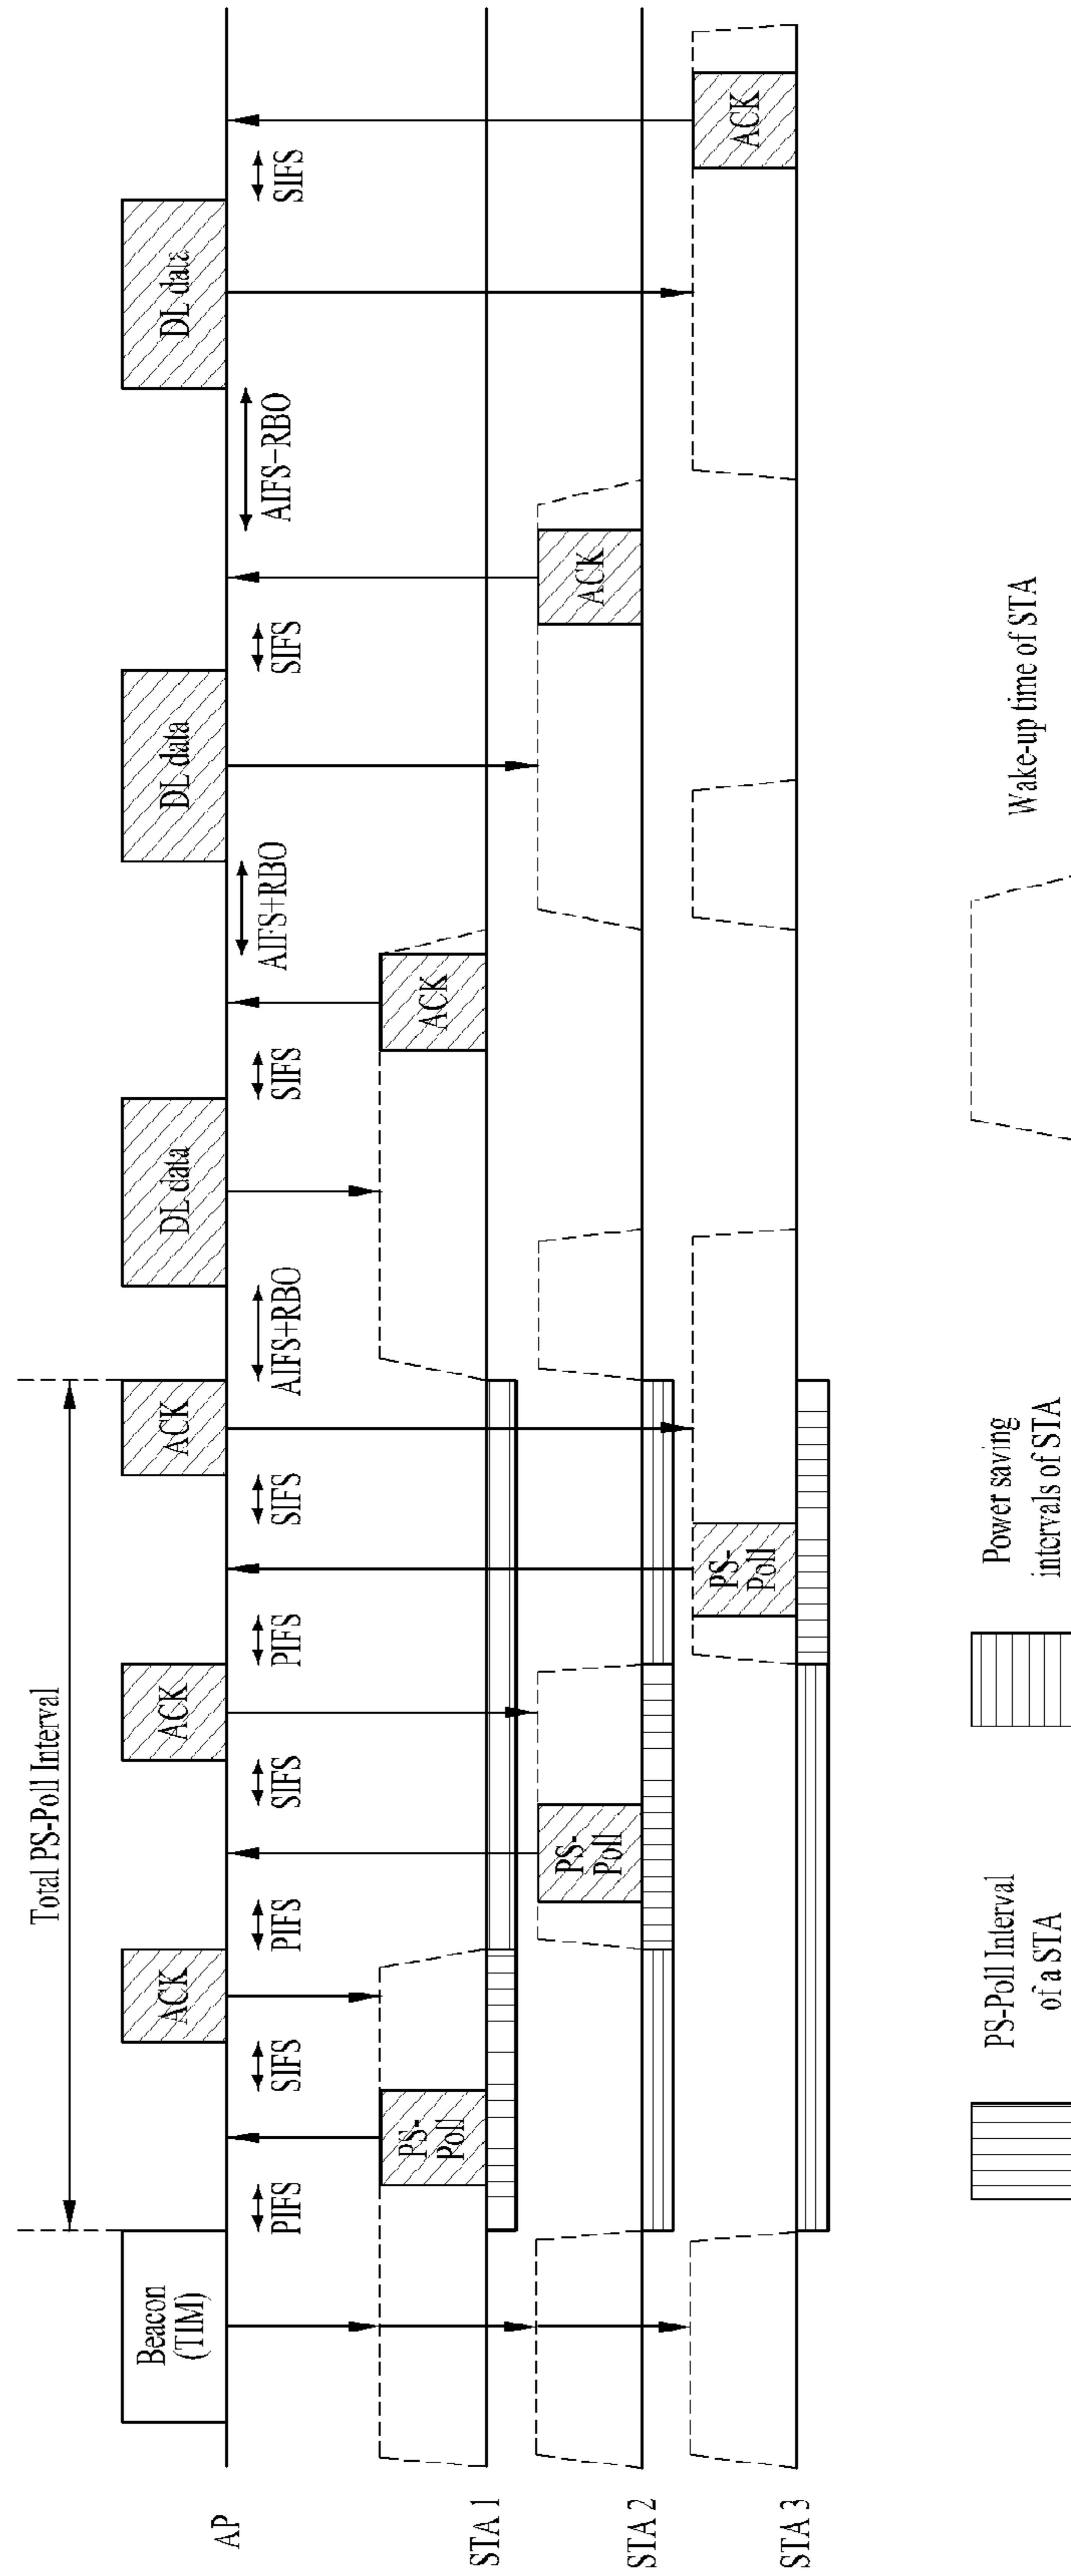 Total PS-Poll Interval
Beacon
(TIM)
ACK
ACK
ACK
DL data
DL data
DL data
AP
PIFS
SIFS
PIFS
SIFS
PIFS
SIFS
AIFS+RBO
SIFS
AIFS+RBO
SIFS
AIFS−RBO
SIFS
PS-
Poll
ACK
STA 1
PS-
Poll
ACK
STA 2
PS-
Poll
ACK
STA 3
PS-Poll Interval
of a STA
Power saving
intervals of STA
Wake-up time of STA